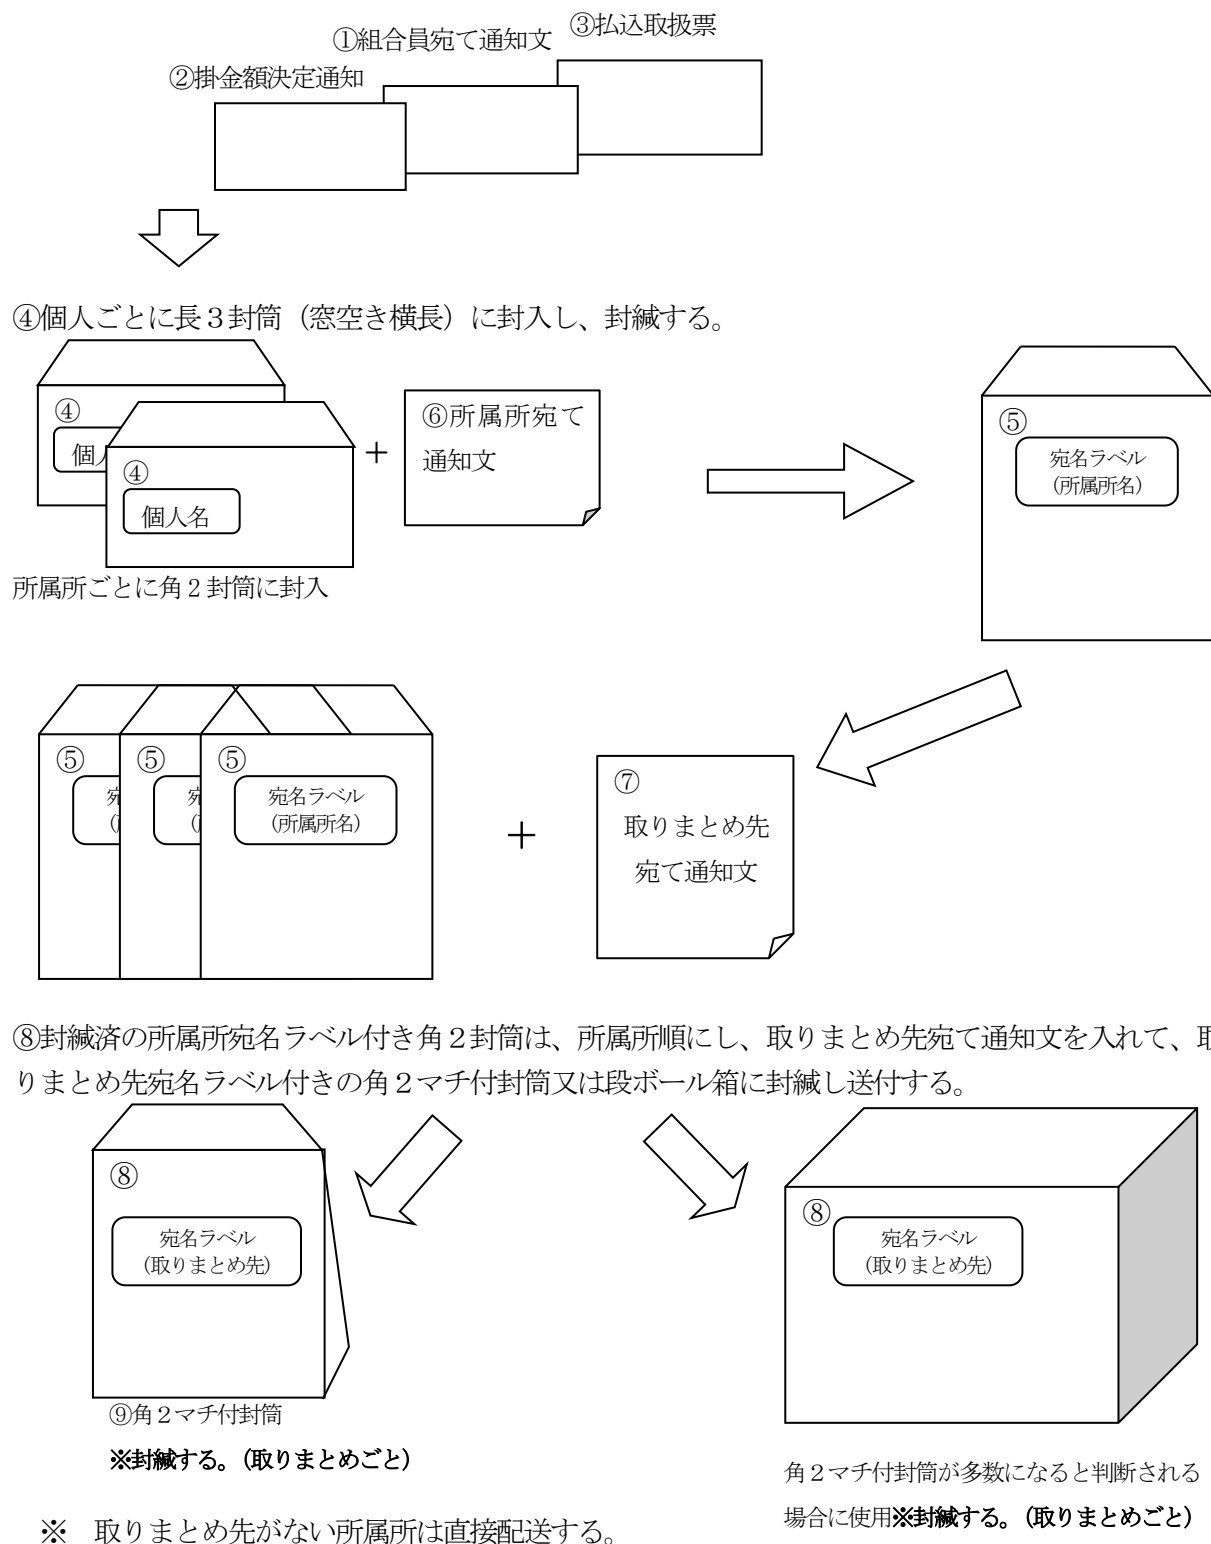 ③払込取扱票
①組合員宛て通知文
②掛金額決定通知
④個人ごとに長３封筒（窓空き横長）に封入し、封緘する。
④
個人
④
個人名
＋
⑥所属所宛て
通知文
⑤
宛名ラベル
（所属所名）
所属所ごとに角２封筒に封入
⑤
宛
（
⑤
宛
（
⑤
宛名ラベル
（所属所名）
＋
⑦
取りまとめ先
宛て通知文
⑧封緘済の所属所宛名ラベル付き角２封筒は、所属所順にし、取りまとめ先宛て通知文を入れて、取
りまとめ先宛名ラベル付きの角２マチ付封筒又は段ボール箱に封緘し送付する。
⑧
宛名ラベル
（取りまとめ先）
⑧
宛名ラベル
（取りまとめ先）
⑨角２マチ付封筒
※封緘する。（取りまとめごと）
角２マチ付封筒が多数になると判断される
場合に使用※封緘する。（取りまとめごと）
※　取りまとめ先がない所属所は直接配送する。